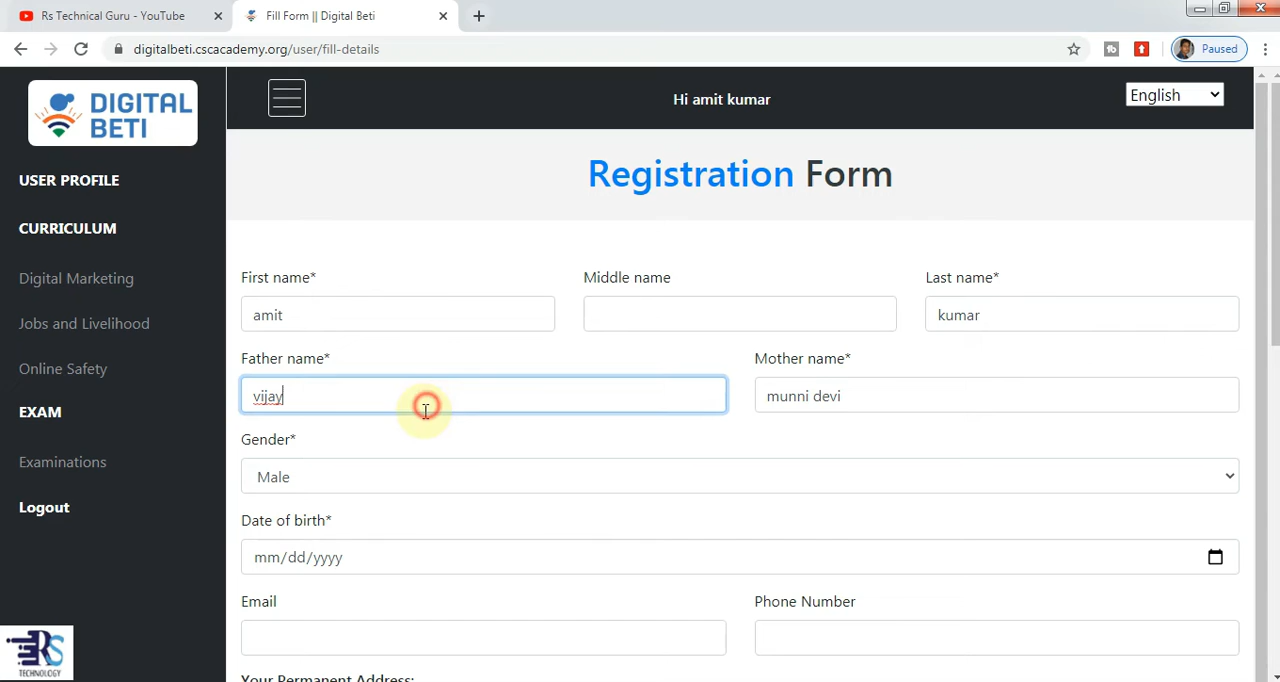 Rs Technical Guru - YouTube
Fill Form || Digital Beti
digitalbeti.cscacademy.org/user/fill-details
Paused
DIGITAL
BETI
Hi amit kumar
English
USER PROFILE
CURRICULUM
Digital Marketing
Jobs and Livelihood
Online Safety
EXAM
Examinations
Logout
Registration Form
First name*
Middle name
Last name*
amit
kumar
Father name*
Mother name*
vijay
munni devi
Gender*
Male
Date of birth*
mm/dd/yyyy
Email
Phone Number
Your Permanent Address:
RS
TECHNOLOGY